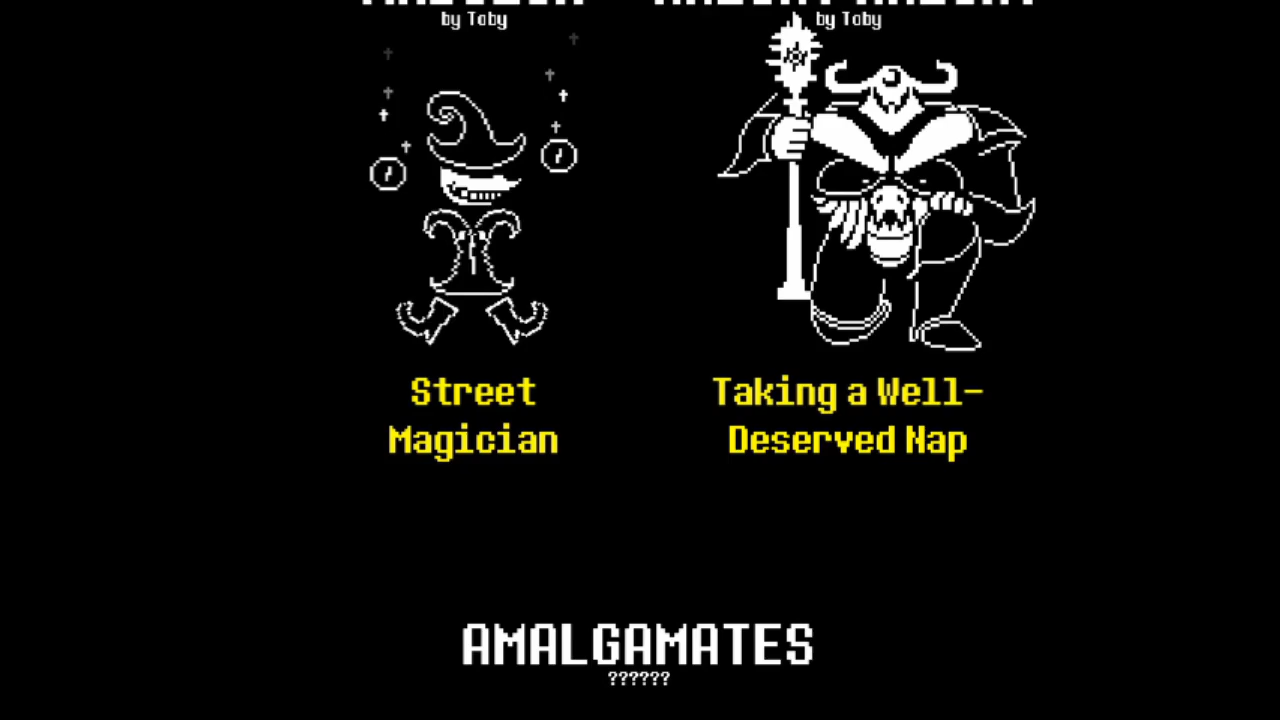 by Toby
by Toby
Street
Magician
Taking a Well-
Deserved Nap
AMALGAMATES
??????